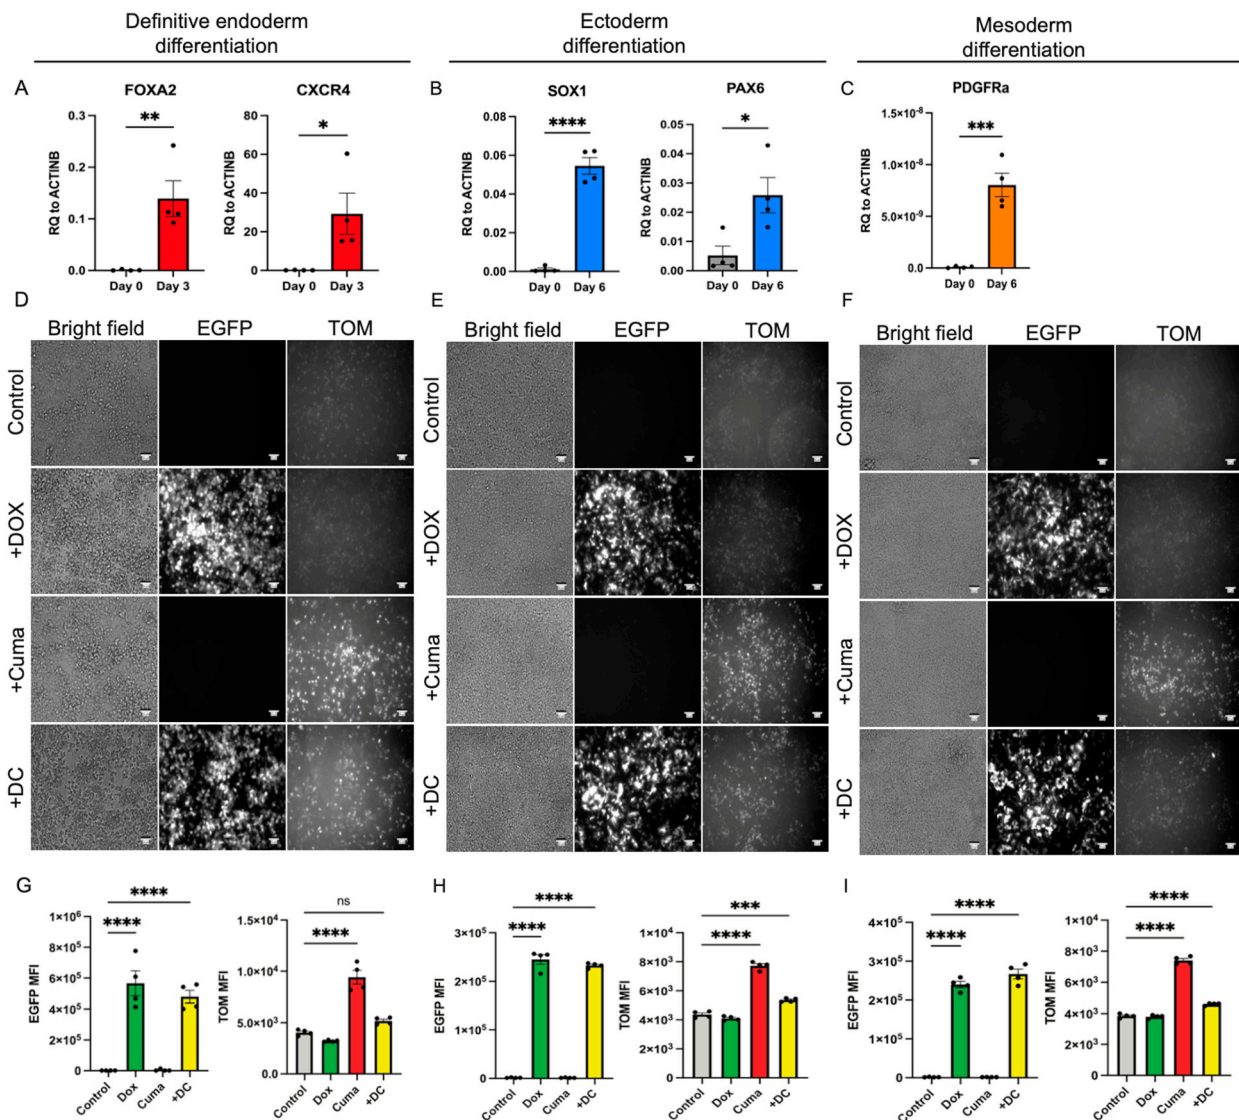 Definitive endoderm
differentiation
Ectoderm
differentiation
Mesoderm
differentiation
A
FOXA2
**
RQ to ACTINB
0.3
0.2
0.1
0.0
Day 0 Day 3
CXCR4
*
RQ to ACTINB
80
60
40
20
0
Day 0 Day 3
B
SOX1
****
RQ to ACTINB
0.06
0.04
0.02
0.00
Day 0 Day 6
PAX6
*
RQ to ACTINB
0.05
0.04
0.03
0.02
0.01
0.00
Day 0 Day 6
C
PDGFRa
***
RQ to ACTINB
1.5×10⁻⁸
1.0×10⁻⁸
5.0×10⁻⁹
0.0
Day 0 Day 6
D
Bright field EGFP TOM
Control
+DOX
+Cuma
+DC
E
Bright field EGFP TOM
Control
+DOX
+Cuma
+DC
F
Bright field EGFP TOM
Control
+DOX
+Cuma
+DC
G
****
****
EGFP MFI
1×10⁶
8×10⁵
6×10⁵
4×10⁵
2×10⁵
0
Control Dox Cuma +DC
ns
****
TOM MFI
1.5×10⁴
1.0×10⁴
5.0×10³
0.0
Control Dox Cuma +DC
H
****
****
EGFP MFI
3×10⁵
2×10⁵
1×10⁵
0
Control Dox Cuma +DC
***
****
TOM MFI
1×10⁴
8×10³
6×10³
4×10³
2×10³
0
Control Dox Cuma +DC
I
****
****
EGFP MFI
4×10⁵
3×10⁵
2×10⁵
1×10⁵
0
Control Dox Cuma +DC
****
****
TOM MFI
1×10⁴
8×10³
6×10³
4×10³
2×10³
0
Control Dox Cuma +DC